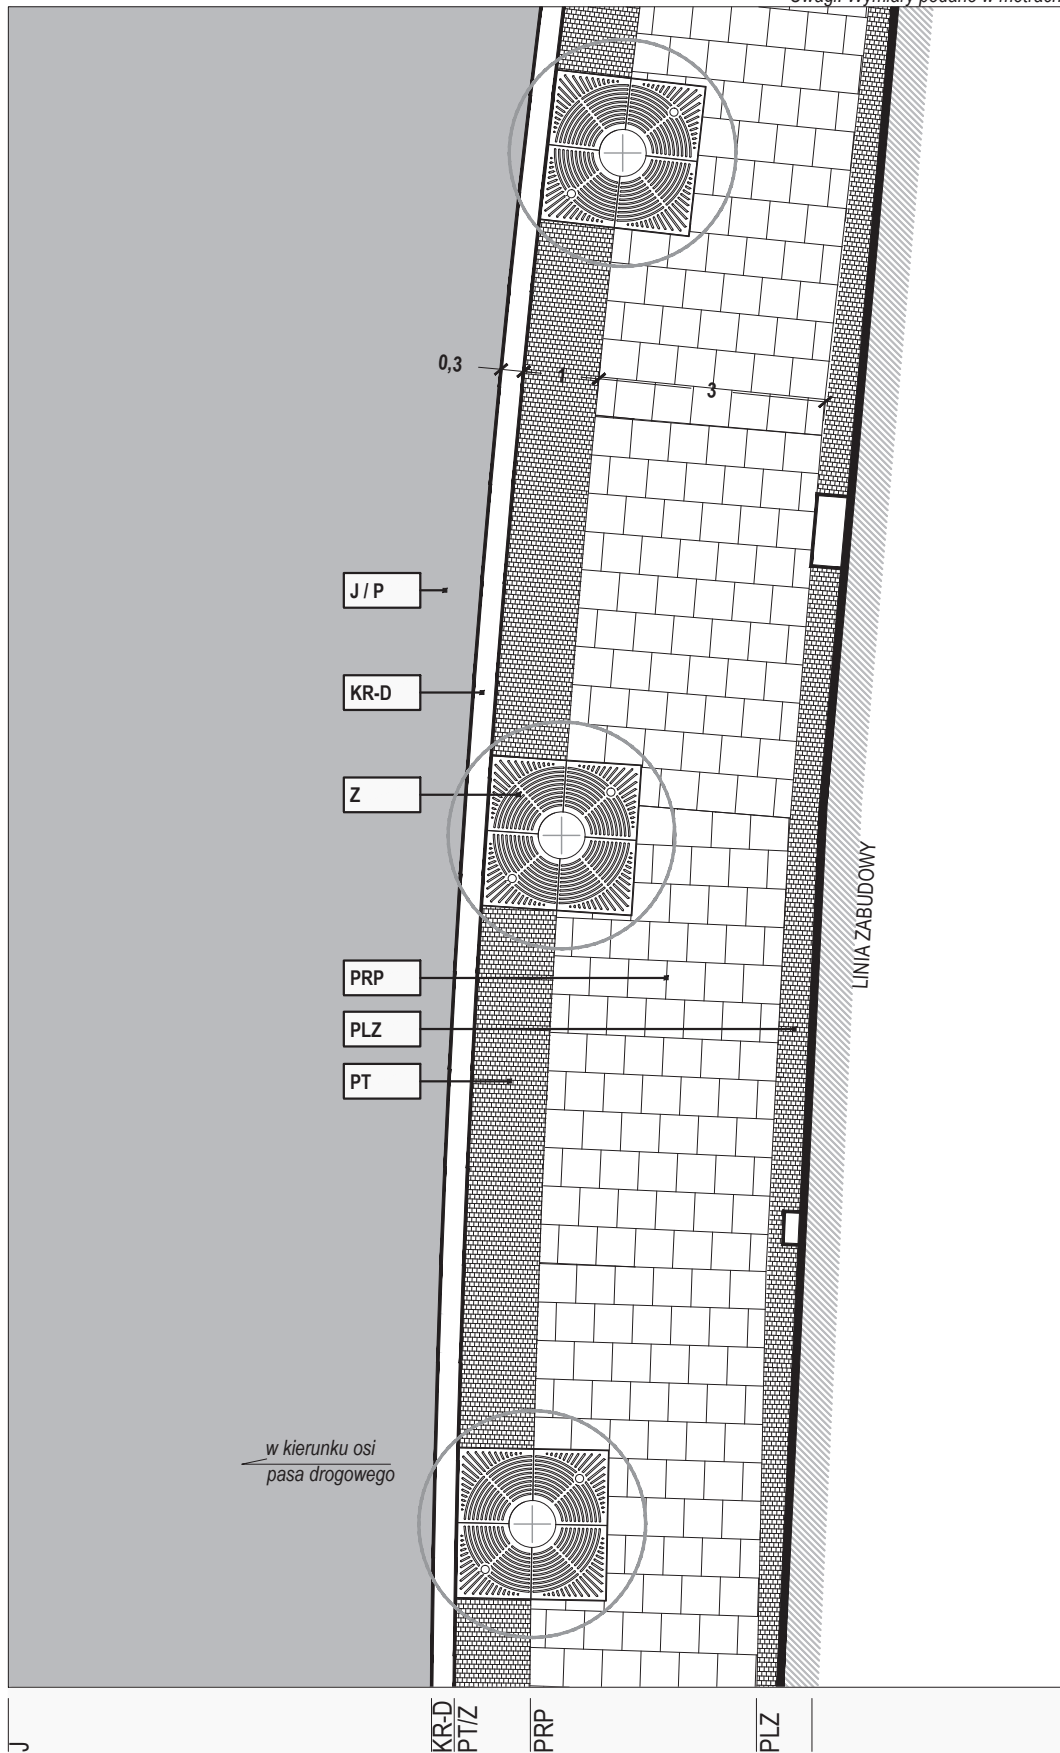 Uwagi: Wymiary podano w metrach
0,3
1
3
J / P
KR-D
Z
LINIA ZABUDOWY
PRP
PLZ
PT
w kierunku osi
pasa drogowego
J
KR-D
PT/Z
PRP
PLZ